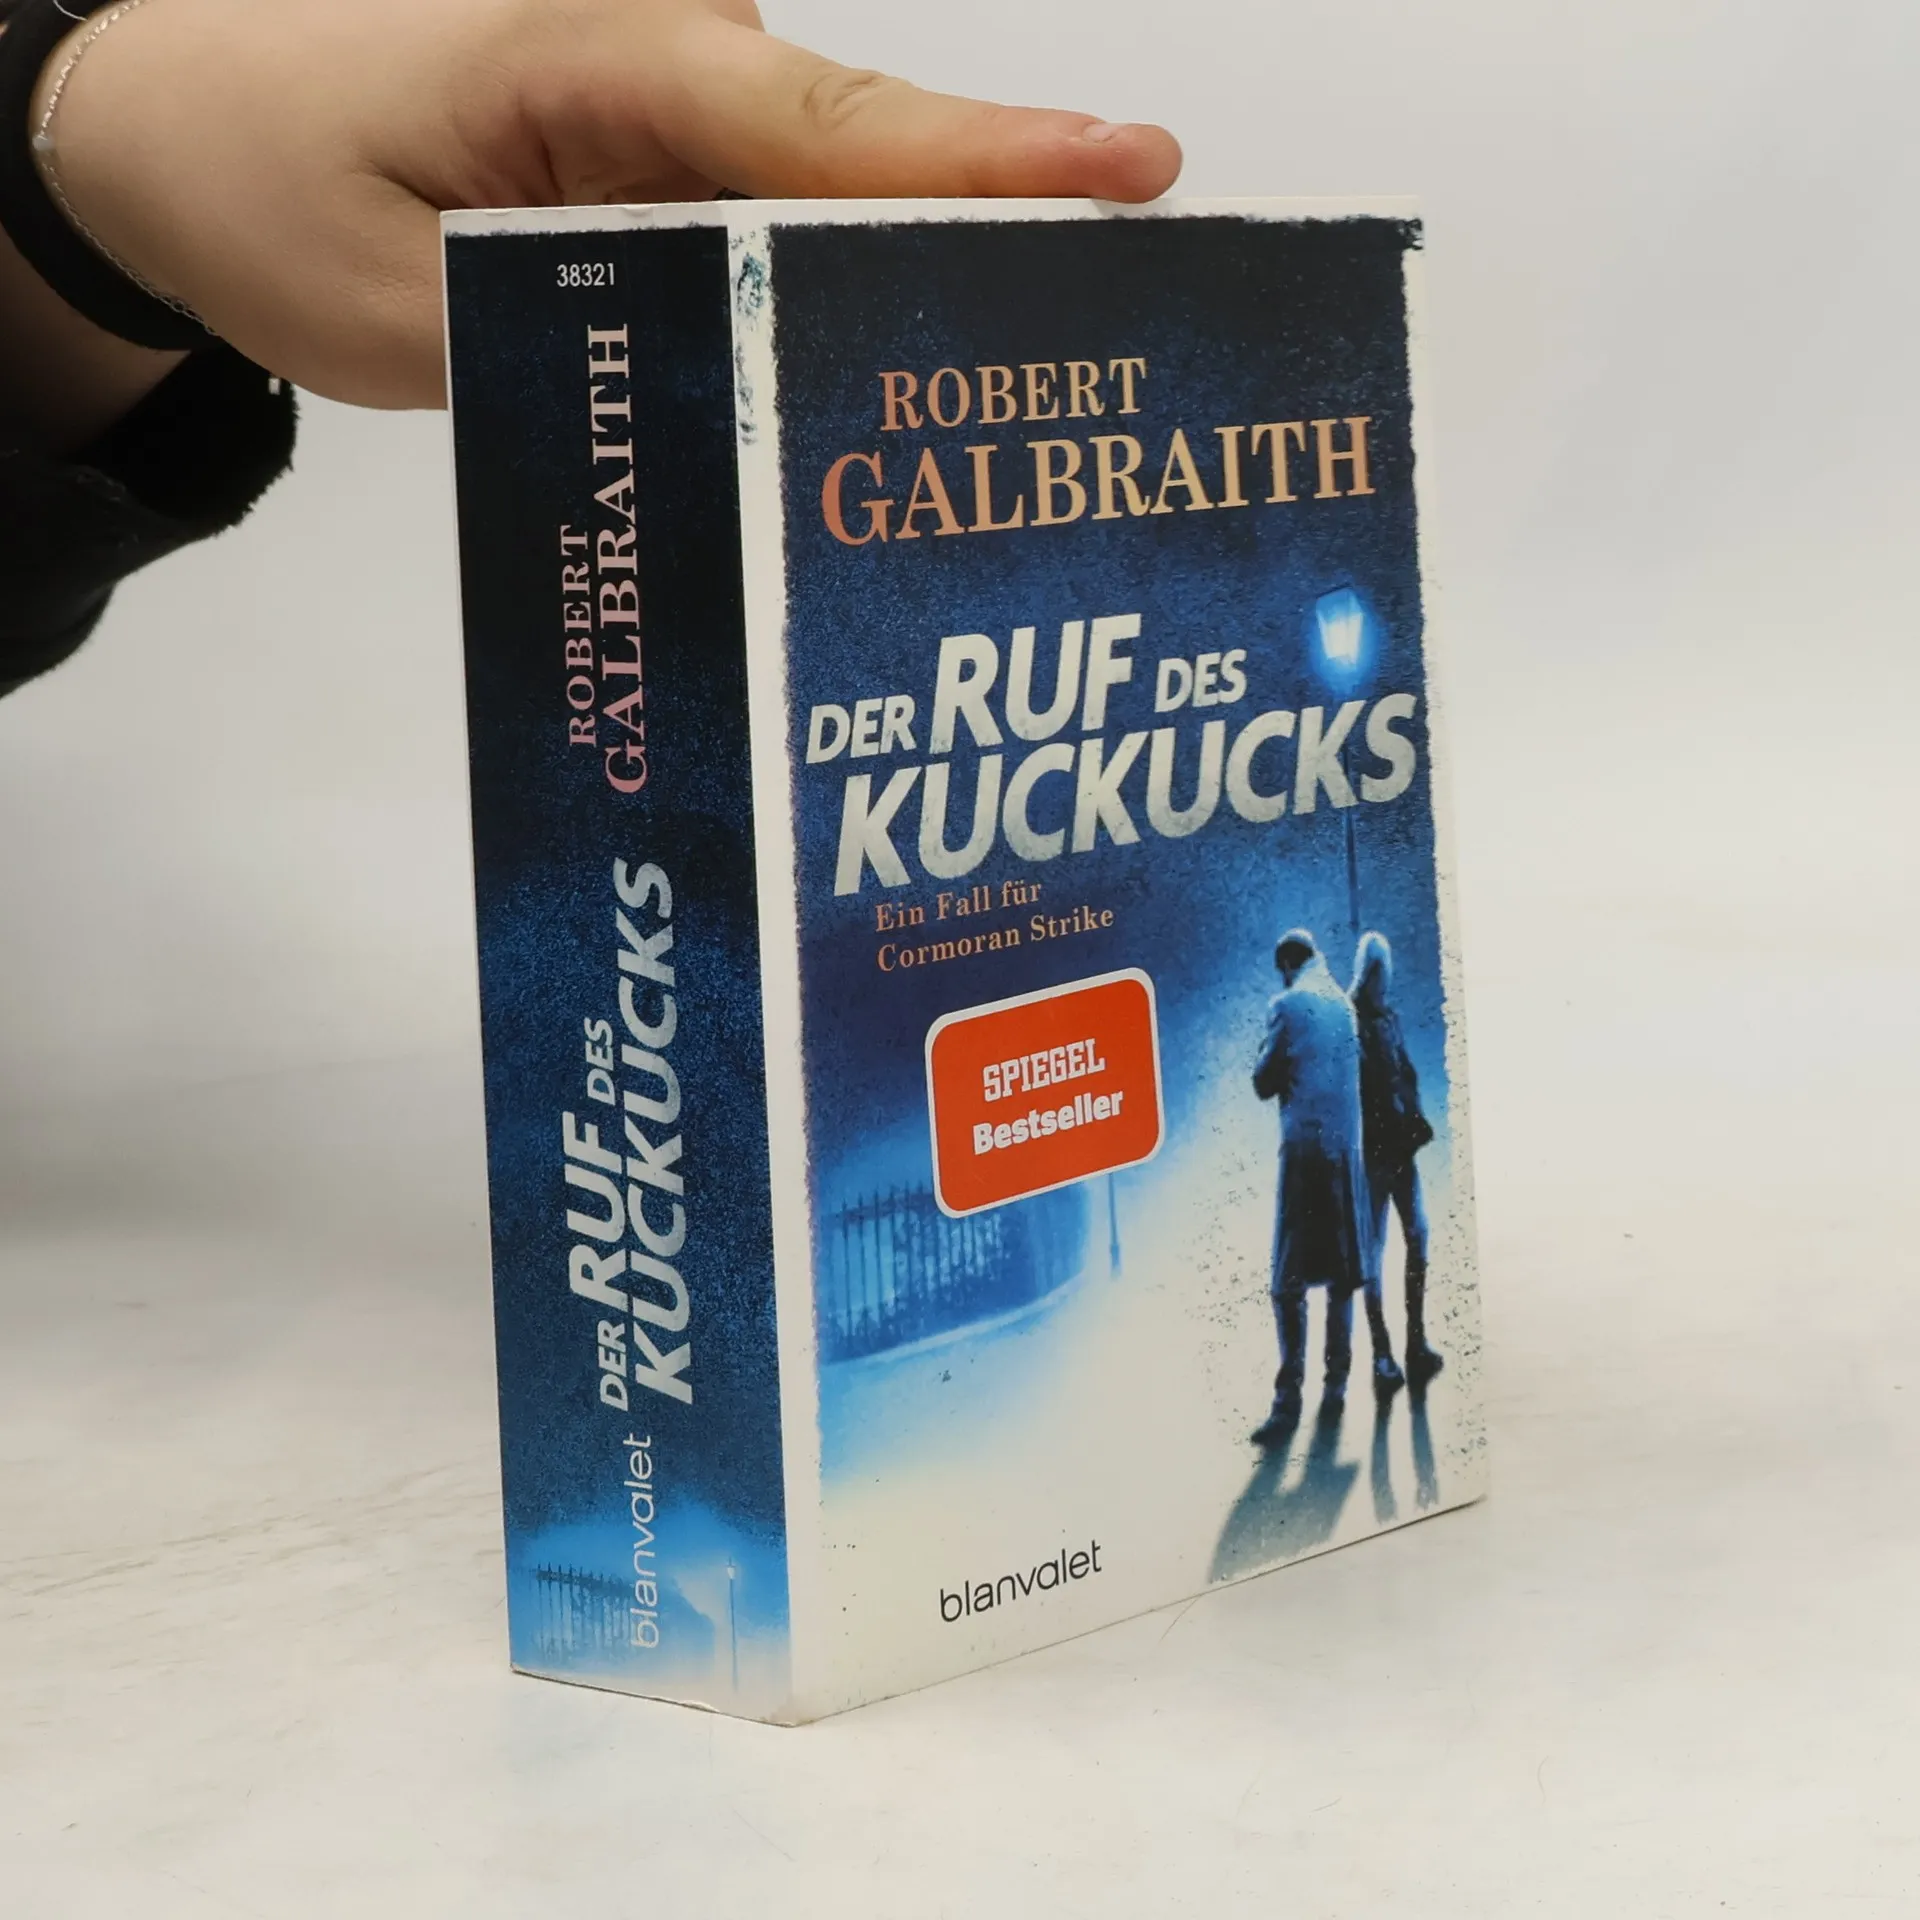 38321
ROBERT
GALBRAITH
DER RUF DES
KUCKUCKS
blanvalet
ROBERT
GALBRAITH
DER RUF DES
KUCKUCKS
Ein Fall für
Cormoran Strike
SPIEGEL
Bestseller
blanvalet